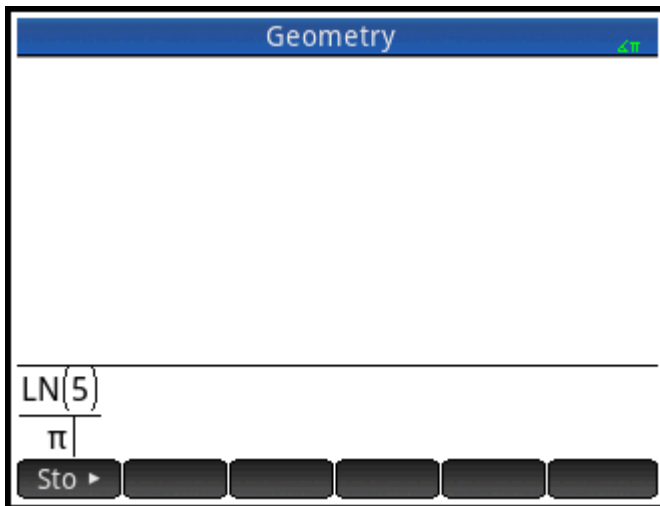 Geometry
∡π
LN(5)
π
Sto ►